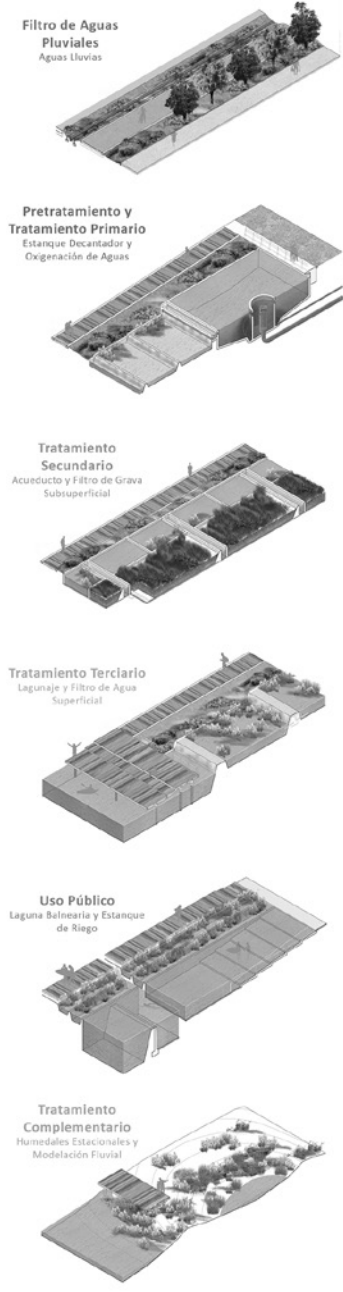 Filtro de Aguas
Pluviales
Aguas Lluvias
Pretratamiento y
Tratamiento Primario
Estanque Decantador y
Oxigenación de Aguas
Tratamiento
Secundario
Acueducto y Filtro de Grava
Subsuperficial
Tratamiento Terciario
Lagunaje y Filtro de Agua
Superficial
Uso Público
Laguna Balnearia y Estanque
de Riego
Tratamiento
Complementario
Humedales Estacionales y
Modelación Fluvial